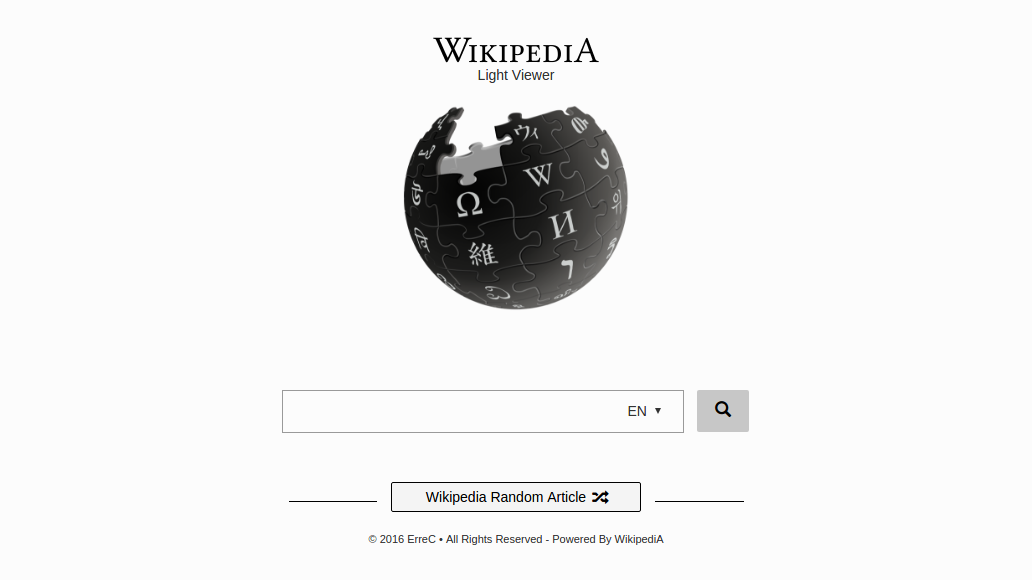 WIKIPEDIA
Light Viewer
ウィ
W
Ω
И
維
EN ▼
Wikipedia Random Article
© 2016 ErreC • All Rights Reserved - Powered By WikipediA